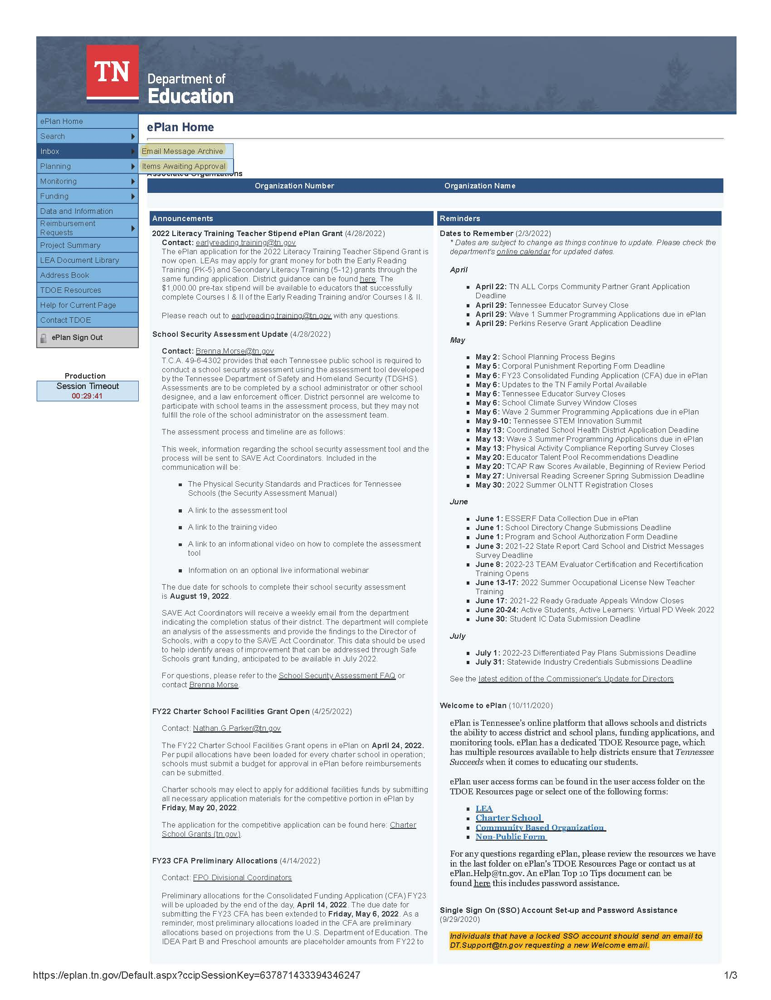 TN
Department of
Education
ePlan Home
Search
Inbox
Planning
Monitoring
Funding
Data and Information
Reimbursement
Requests
Project Summary
LEA Document Library
Address Book
TDOE Resources
Help for Current Page
Contact TDOE
ePlan Sign Out
Production
Session Timeout
00:29:41
ePlan Home
Email Message Archive
Items Awaiting Approval
Associated Organizations
Organization Number Organization Name
Announcements
2022 Literacy Training Teacher Stipend ePlan Grant (4/28/2022)
Contact: earlyreading.training@tn.gov
The ePlan application for the 2022 Literacy Training Teacher Stipend Grant is
now open. LEAs may apply for grant money for both the Early Reading
Training (PK-5) and Secondary Literacy Training (5-12) grants through the
same funding application. District guidance can be found here. The
$1,000.00 pre-tax stipend will be available to educators that successfully
complete Courses I & II of the Early Reading Training and/or Courses I & II.
Please reach out to earlyreading.training@tn.gov with any questions.
School Security Assessment Update (4/28/2022)
Contact: Brenna.Morse@tn.gov
T.C.A. 49-6-4302 provides that each Tennessee public school is required to
conduct a school security assessment using the assessment tool developed
by the Tennessee Department of Safety and Homeland Security (TDSHS).
Assessments are to be completed by a school administrator or other school
designee, and a law enforcement officer. District personnel are welcome to
participate with school teams in the assessment process, but they may not
fulfill the role of the school administrator on the assessment team.
The assessment process and timeline are as follows:
This week, information regarding the school security assessment tool and the
process will be sent to SAVE Act Coordinators. Included in the
communication will be:
▪ The Physical Security Standards and Practices for Tennessee
Schools (the Security Assessment Manual)
▪ A link to the assessment tool
▪ A link to the training video
▪ A link to an informational video on how to complete the assessment
tool
▪ Information on an optional live informational webinar
The due date for schools to complete their school security assessment
is August 19, 2022.
SAVE Act Coordinators will receive a weekly email from the department
indicating the completion status of their district. The department will complete
an analysis of the assessments and provide the findings to the Director of
Schools, with a copy to the SAVE Act Coordinator. This data should be used
to help identify areas of improvement that can be addressed through Safe
Schools grant funding, anticipated to be available in July 2022.
For questions, please refer to the School Security Assessment FAQ or
contact Brenna Morse.
FY22 Charter School Facilities Grant Open (4/25/2022)
Contact: Nathan.G.Parker@tn.gov
The FY22 Charter School Facilities Grant opens in ePlan on April 24, 2022.
Per pupil allocations have been loaded for every charter school in operation;
schools must submit a budget for approval in ePlan before reimbursements
can be submitted.
Charter schools may elect to apply for additional facilities funds by submitting
all necessary application materials for the competitive portion in ePlan by
Friday, May 20, 2022.
The application for the competitive application can be found here: Charter
School Grants (tn.gov).
FY23 CFA Preliminary Allocations (4/14/2022)
Contact: FPO Divisional Coordinators
Preliminary allocations for the Consolidated Funding Application (CFA) FY23
will be uploaded by the end of the day, April 14, 2022. The due date for
submitting the FY23 CFA has been extended to Friday, May 6, 2022. As a
reminder, most preliminary allocations loaded in the CFA are preliminary
allocations based on projections from the U.S. Department of Education. The
IDEA Part B and Preschool amounts are placeholder amounts from FY22 to
Reminders
Dates to Remember (2/3/2022)
* Dates are subject to change as things continue to update. Please check the
department's online calendar for updated dates.
April
▪ April 22: TN ALL Corps Community Partner Grant Application
Deadline
▪ April 29: Tennessee Educator Survey Close
▪ April 29: Wave 1 Summer Programming Applications due in ePlan
▪ April 29: Perkins Reserve Grant Application Deadline
May
▪ May 2: School Planning Process Begins
▪ May 5: Corporal Punishment Reporting Form Deadline
▪ May 6: FY23 Consolidated Funding Application (CFA) due in ePlan
▪ May 6: Updates to the TN Family Portal Available
▪ May 6: Tennessee Educator Survey Closes
▪ May 6: School Climate Survey Window Closes
▪ May 6: Wave 2 Summer Programming Applications due in ePlan
▪ May 9-10: Tennessee STEM Innovation Summit
▪ May 13: Coordinated School Health District Application Deadline
▪ May 13: Wave 3 Summer Programming Applications due in ePlan
▪ May 13: Physical Activity Compliance Reporting Survey Closes
▪ May 20: Educator Talent Pool Recommendations Deadline
▪ May 20: TCAP Raw Scores Available, Beginning of Review Period
▪ May 27: Universal Reading Screener Spring Submission Deadline
▪ May 30: 2022 Summer OLNTT Registration Closes
June
▪ June 1: ESSERF Data Collection Due in ePlan
▪ June 1: School Directory Change Submissions Deadline
▪ June 1: Program and School Authorization Form Deadline
▪ June 3: 2021-22 State Report Card School and District Messages
Survey Deadline
▪ June 8: 2022-23 TEAM Evaluator Certification and Recertification
Training Opens
▪ June 13-17: 2022 Summer Occupational License New Teacher
Training
▪ June 17: 2021-22 Ready Graduate Appeals Window Closes
▪ June 20-24: Active Students, Active Learners: Virtual PD Week 2022
▪ June 30: Student IC Data Submission Deadline
July
▪ July 1: 2022-23 Differentiated Pay Plans Submissions Deadline
▪ July 31: Statewide Industry Credentials Submissions Deadline
See the latest edition of the Commissioner's Update for Directors
Welcome to ePlan (10/11/2020)
ePlan is Tennessee’s online platform that allows schools and districts
the ability to access district and school plans, funding applications, and
monitoring tools. ePlan has a dedicated TDOE Resource page, which
has multiple resources available to help districts ensure that Tennessee
Succeeds when it comes to educating our students.
ePlan user access forms can be found in the user access folder on the
TDOE Resources page or select one of the following forms:
▪ LEA
▪ Charter School
▪ Community Based Organization
▪ Non-Public Form
For any questions regarding ePlan, please review the resources we have
in the last folder on ePlan's TDOE Resources Page or contact us at
ePlan.Help@tn.gov. An ePlan Top 10 Tips document can be
found here this includes password assistance.
Single Sign On (SSO) Account Set-up and Password Assistance
(9/29/2020)
Individuals that have a locked SSO account should send an email to
DT.Support@tn.gov requesting a new Welcome email.
https://eplan.tn.gov/Default.aspx?ccipSessionKey=637871433394346247 1/3